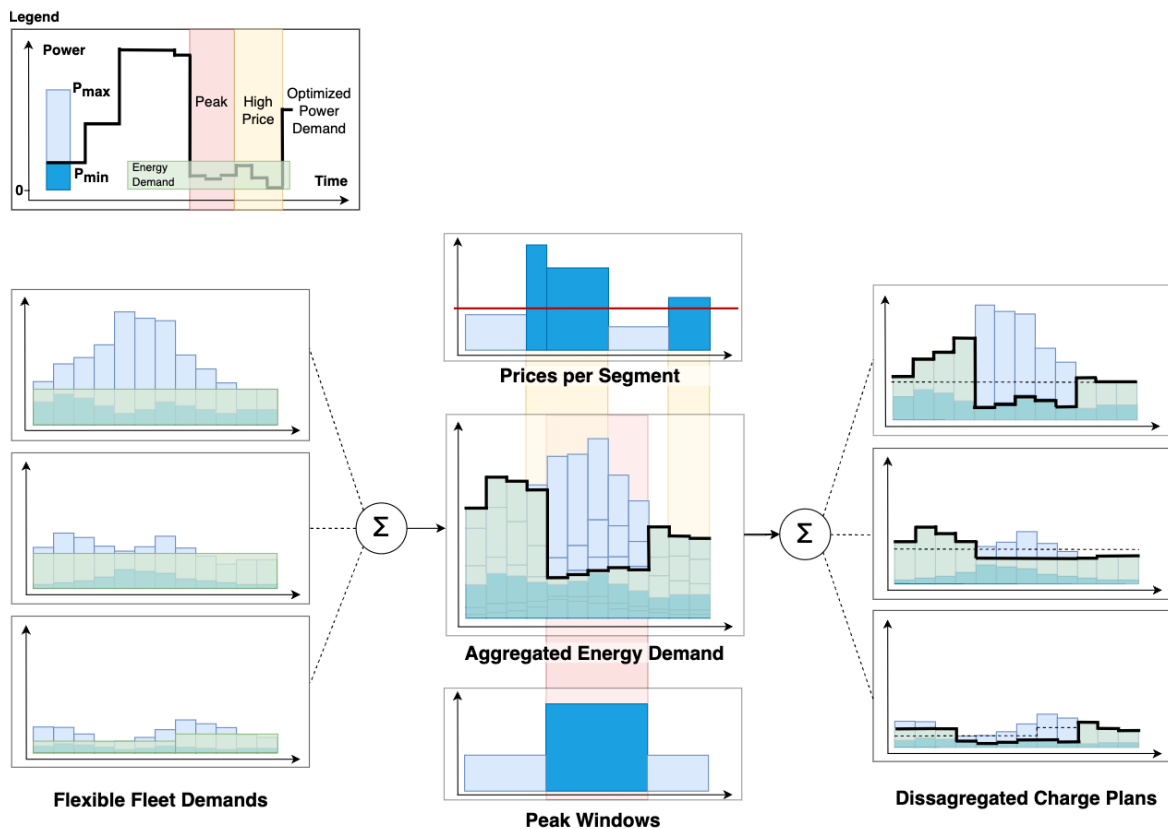 Legend
Power
Pmax
Peak
High
Price
Optimized
Power
Demand
Energy
Demand
Pmin
0
Time
Prices per Segment
Σ
Σ
Aggregated Energy Demand
Flexible Fleet Demands
Peak Windows
Dissagregated Charge Plans